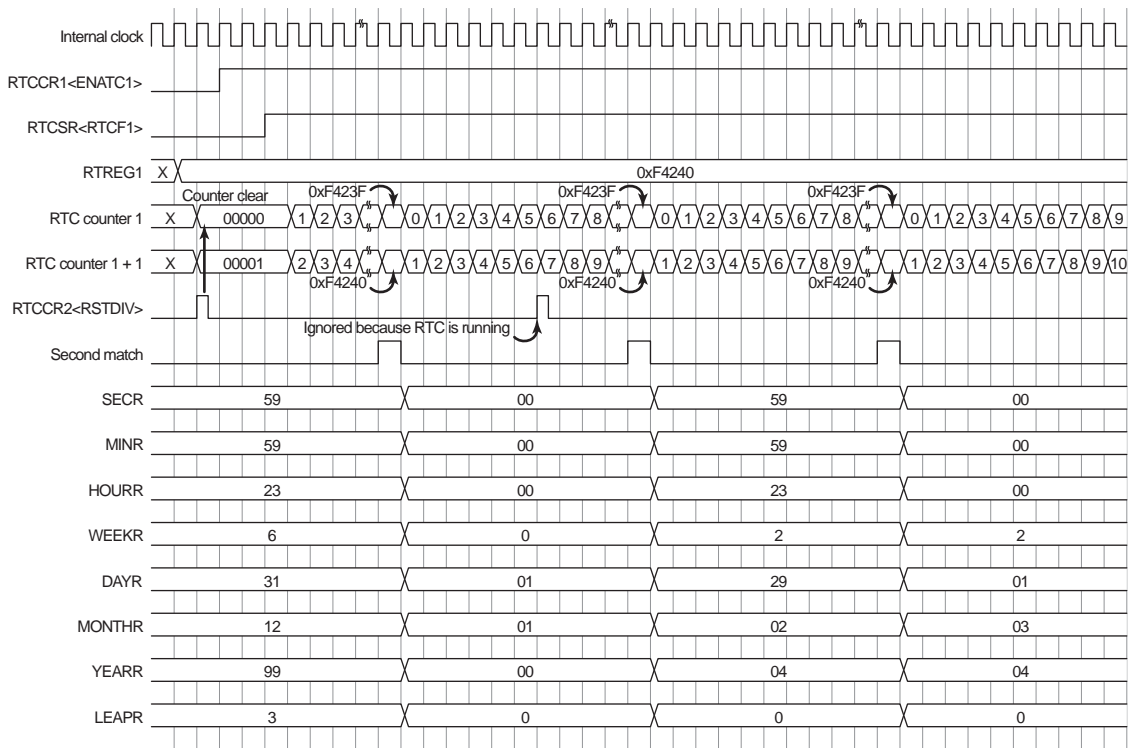 Internal clock
RTCCR1<ENATC1>
RTCSR<RTCF1>
RTREG1 X 0xF4240
Counter clear 0xF423F 0xF423F 0xF423F
RTC counter 1 X 00000 1 2 3 0 1 2 3 4 5 6 7 8 0 1 2 3 4 5 6 7 8 0 1 2 3 4 5 6 7 8 9
RTC counter 1 + 1 X 00001 2 3 4 1 2 3 4 5 6 7 8 9 1 2 3 4 5 6 7 8 9 1 2 3 4 5 6 7 8 9 10
0xF4240 0xF4240 0xF4240
RTCCR2<RSTDIV>
Ignored because RTC is running
Second match
SECR 59 00 59 00
MINR 59 00 59 00
HOURR 23 00 23 00
WEEKR 6 0 2 2
DAYR 31 01 29 01
MONTHR 12 01 02 03
YEARR 99 00 04 04
LEAPR 3 0 0 0